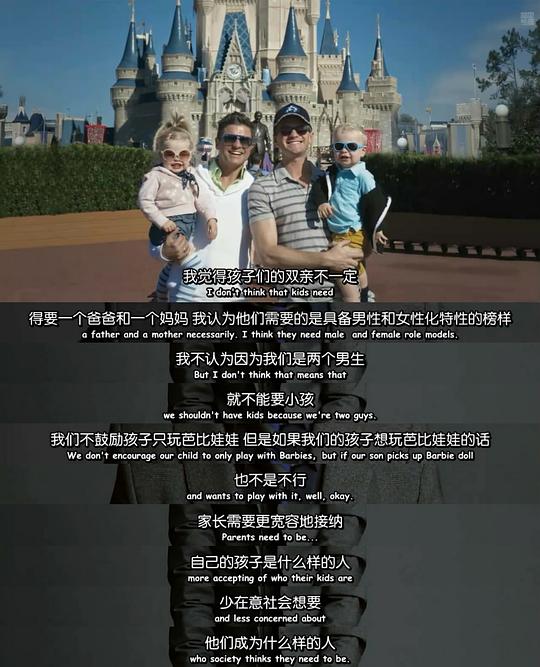 我觉得孩子们的双亲不一定
I don't think that kids need
得要一个爸爸和一个妈妈 我认为他们需要的是具备男性和女性化特性的榜样
a father and a mother necessarily. I think they need male and female role models.
我不认为因为我们是两个男生
But I don't think that means that
就不能要小孩
we shouldn't have kids because we're two guys.
我们不鼓励孩子只玩芭比娃娃 但是如果我们的孩子想玩芭比娃娃的话
We don't encourage our child to only play with Barbies, but if our son picks up Barbie doll
也不是不行
and wants to play with it, well, okay.
家长需要更宽容地接纳
Parents need to be...
自己的孩子是什么样的人
more accepting of who their kids are
少在意社会想要
and less concerned about
他们成为什么样的人
who society thinks they need to be.